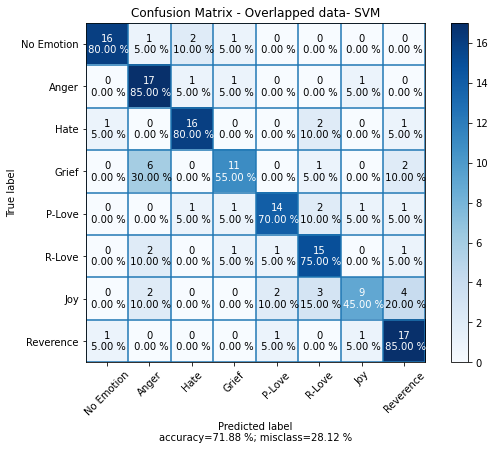 Confusion Matrix - Overlapped data- SVM
No Emotion 16 1 2 1 0 0 0 0
80.00 % 5.00 % 10.00 % 5.00 % 0.00 % 0.00 % 0.00 % 0.00 %
Anger 0 17 1 1 0 0 1 0
0.00 % 85.00 % 5.00 % 5.00 % 0.00 % 0.00 % 5.00 % 0.00 %
Hate 1 0 16 0 0 2 0 1
5.00 % 0.00 % 80.00 % 0.00 % 0.00 % 10.00 % 0.00 % 5.00 %
Grief 0 6 0 11 0 1 0 2
0.00 % 30.00 % 0.00 % 55.00 % 0.00 % 5.00 % 0.00 % 10.00 %
P-Love 0 0 1 1 14 2 1 1
0.00 % 0.00 % 5.00 % 5.00 % 70.00 % 10.00 % 5.00 % 5.00 %
R-Love 0 2 0 1 1 15 0 1
0.00 % 10.00 % 0.00 % 5.00 % 5.00 % 75.00 % 0.00 % 5.00 %
Joy 0 2 0 0 2 3 9 4
0.00 % 10.00 % 0.00 % 0.00 % 10.00 % 15.00 % 45.00 % 20.00 %
Reverence 1 0 0 0 1 0 1 17
5.00 % 0.00 % 0.00 % 0.00 % 5.00 % 0.00 % 5.00 % 85.00 %
True label
No Emotion Anger Hate Grief P-Love R-Love Joy Reverence
Predicted label
accuracy=71.88 %; misclass=28.12 %
16
14
12
10
8
6
4
2
0